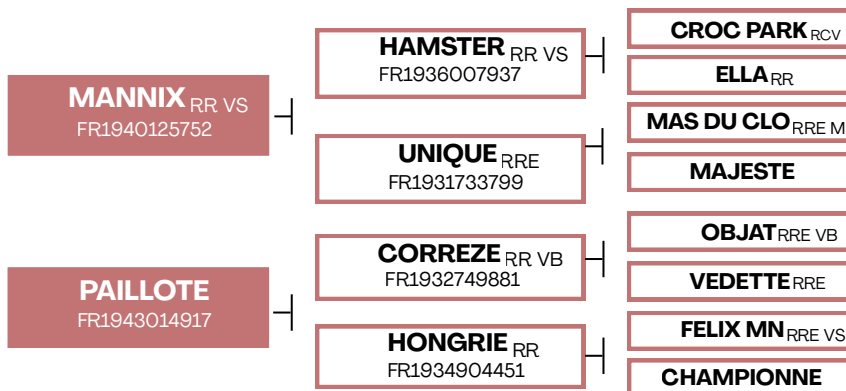 MANNIX RR VS
FR1940125752
HAMSTER RR VS
FR1936007937
CROC PARK RCV
ELLA RR
UNIQUE RRE
FR1931733799
MAS DU CLO RRE M
MAJESTE
PAILLOTE
FR1943014917
CORREZE RR VB
FR1932749881
OBJAT RRE VB
VEDETTE RRE
HONGRIE RR
FR1934904451
FELIX MN RRE VS
CHAMPIONNE